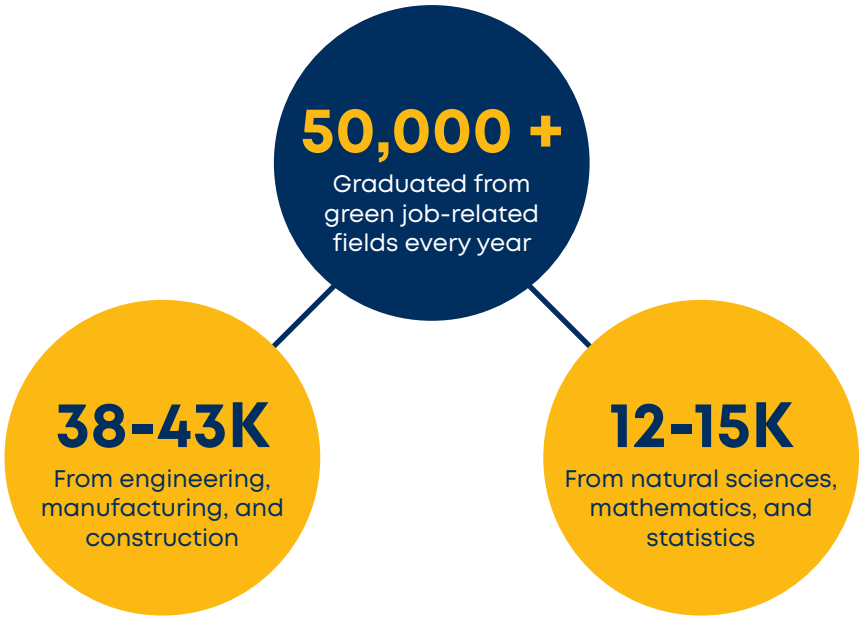 50,000 +
Graduated from
green job-related
fields every year
38-43K
From engineering,
manufacturing, and
construction
12-15K
From natural sciences,
mathematics, and
statistics